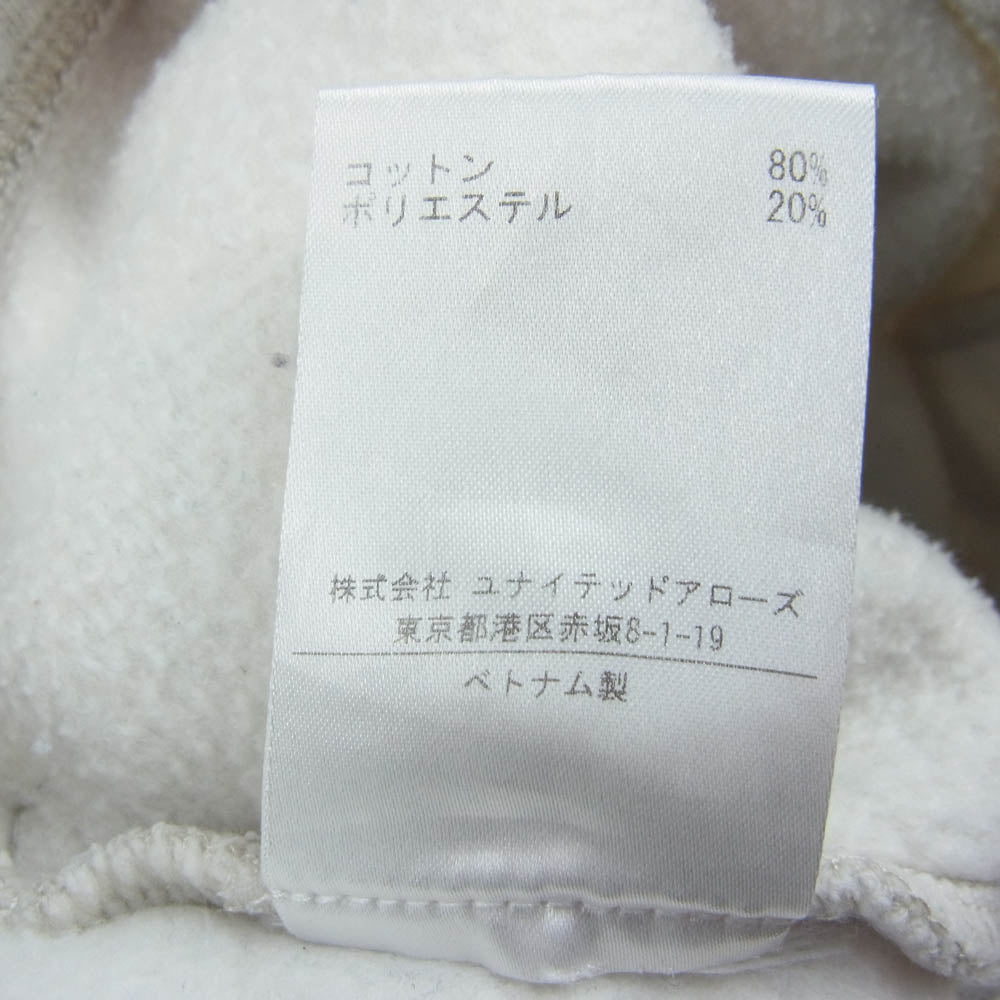 コットン 80%
ポリエステル 20%
株式会社 ユナイテッドアローズ
東京都港区赤坂8-1-19
ベトナム製